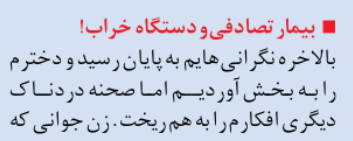 ■ بیمار تصادفی و دستگاه خراب!
بالاخره نگرانی‌هایم به پایان رسید و دخترم
را به بخش آوردیم اما صحنه دردناک
دیگری افکارم را به هم ریخت. زن جوانی که